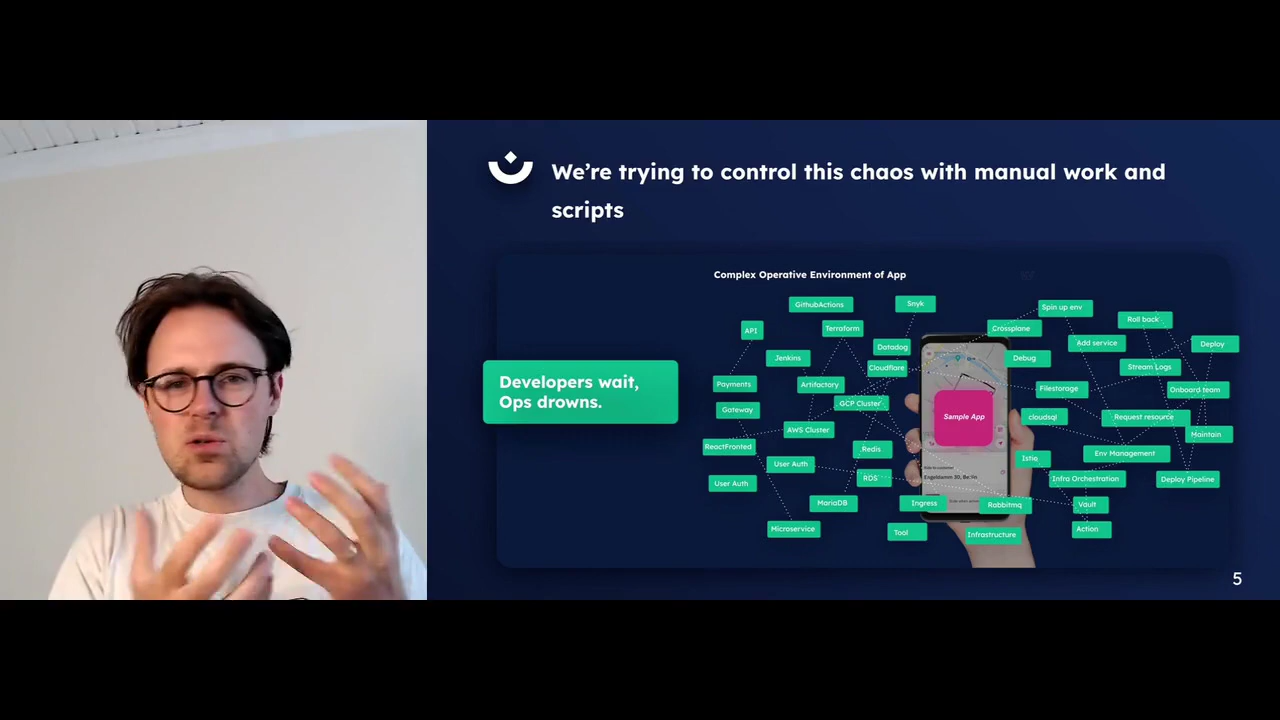 We're trying to control this chaos with manual work and
scripts
Complex Operative Environment of App
Developers wait,
Ops drowns.
GithubActions
Snyk
Spin up env
Roll back
API
Terraform
Crossplane
Add service
Deploy
Datadog
Jenkins
Debug
Cloudflare
Stream Logs
Payments
Artifactory
Filestorage
Onboard team
GCP Cluster
Gateway
Sample App
cloudsql
Request resource
AWS Cluster
Maintain
ReactFronted
Redis
Env Management
Istio
User Auth
User Auth
RDS
Engeldamm 30, Berlin
Infra Orchestration
Deploy Pipeline
MariaDB
Ingress
Rabbitmq
Vault
Microservice
Tool
Infrastructure
Action
5